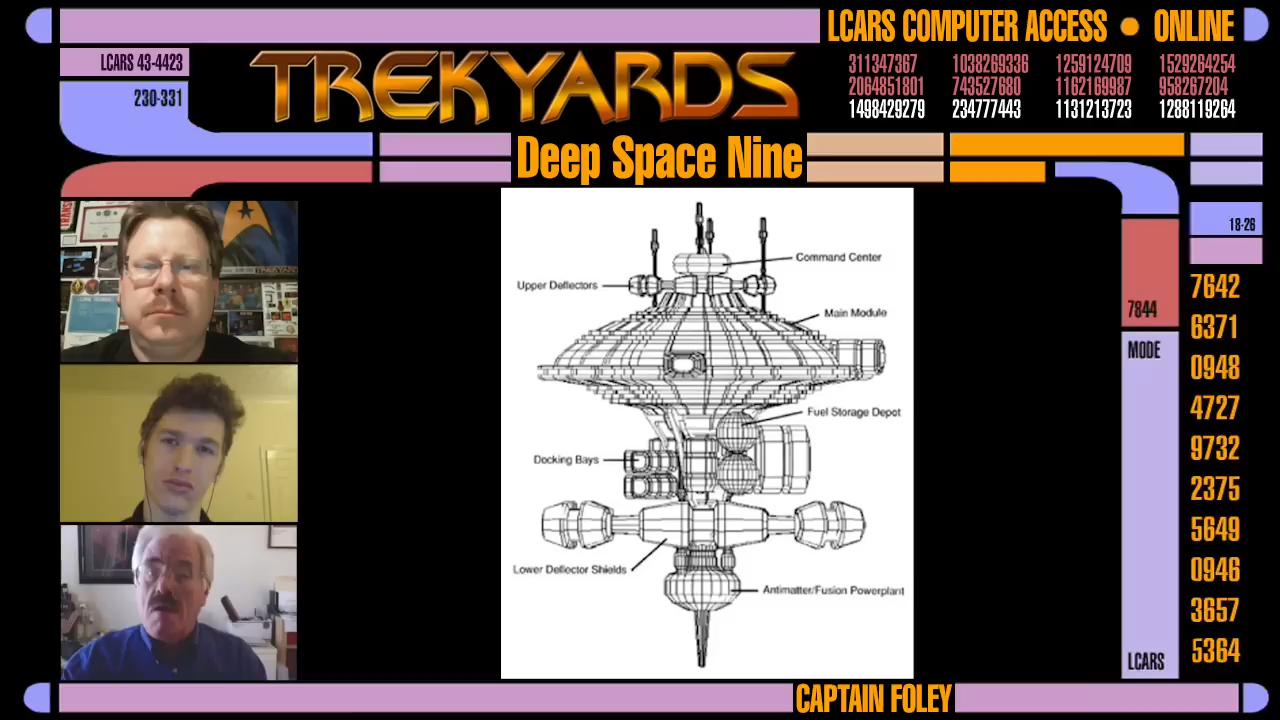 LCARS COMPUTER ACCESS • ONLINE
LCARS 43-4423
TREKYARDS
311347367 1038269336 1259124709 1529264254
2064851801 743527680 1162169987 958267204
1498429279 234777443 1131213723 1288119264
230-331
Deep Space Nine
18-26
Command Center
Upper Deflectors
Main Module
Fuel Storage Depot
Docking Bays
Lower Deflector Shields
Antimatter/Fusion Powerplant
7844
MODE
LCARS
7642
6371
0948
4727
9732
2375
5649
0946
3657
5364
CAPTAIN FOLEY